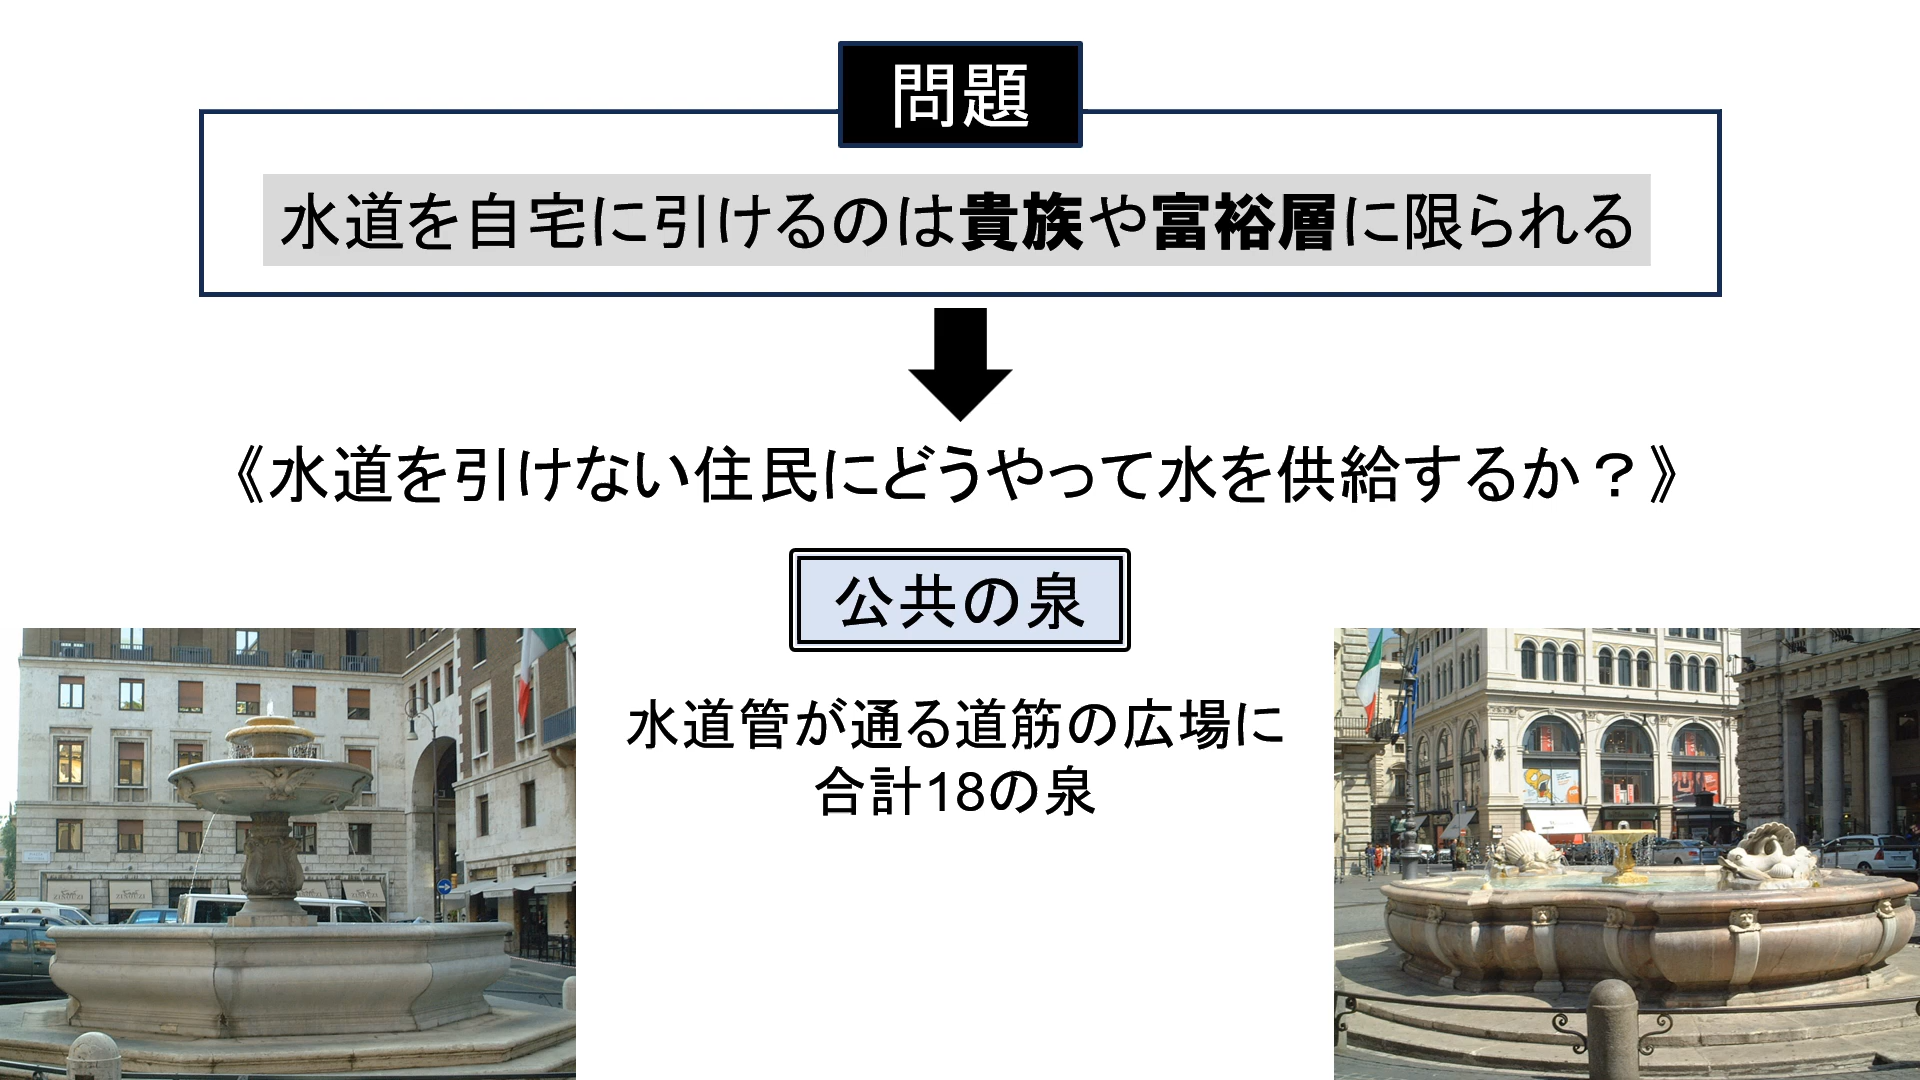 問題
水道を自宅に引けるのは貴族や富裕層に限られる
《水道を引けない住民にどうやって水を供給するか？》
公共の泉
水道管が通る道筋の広場に
合計18の泉